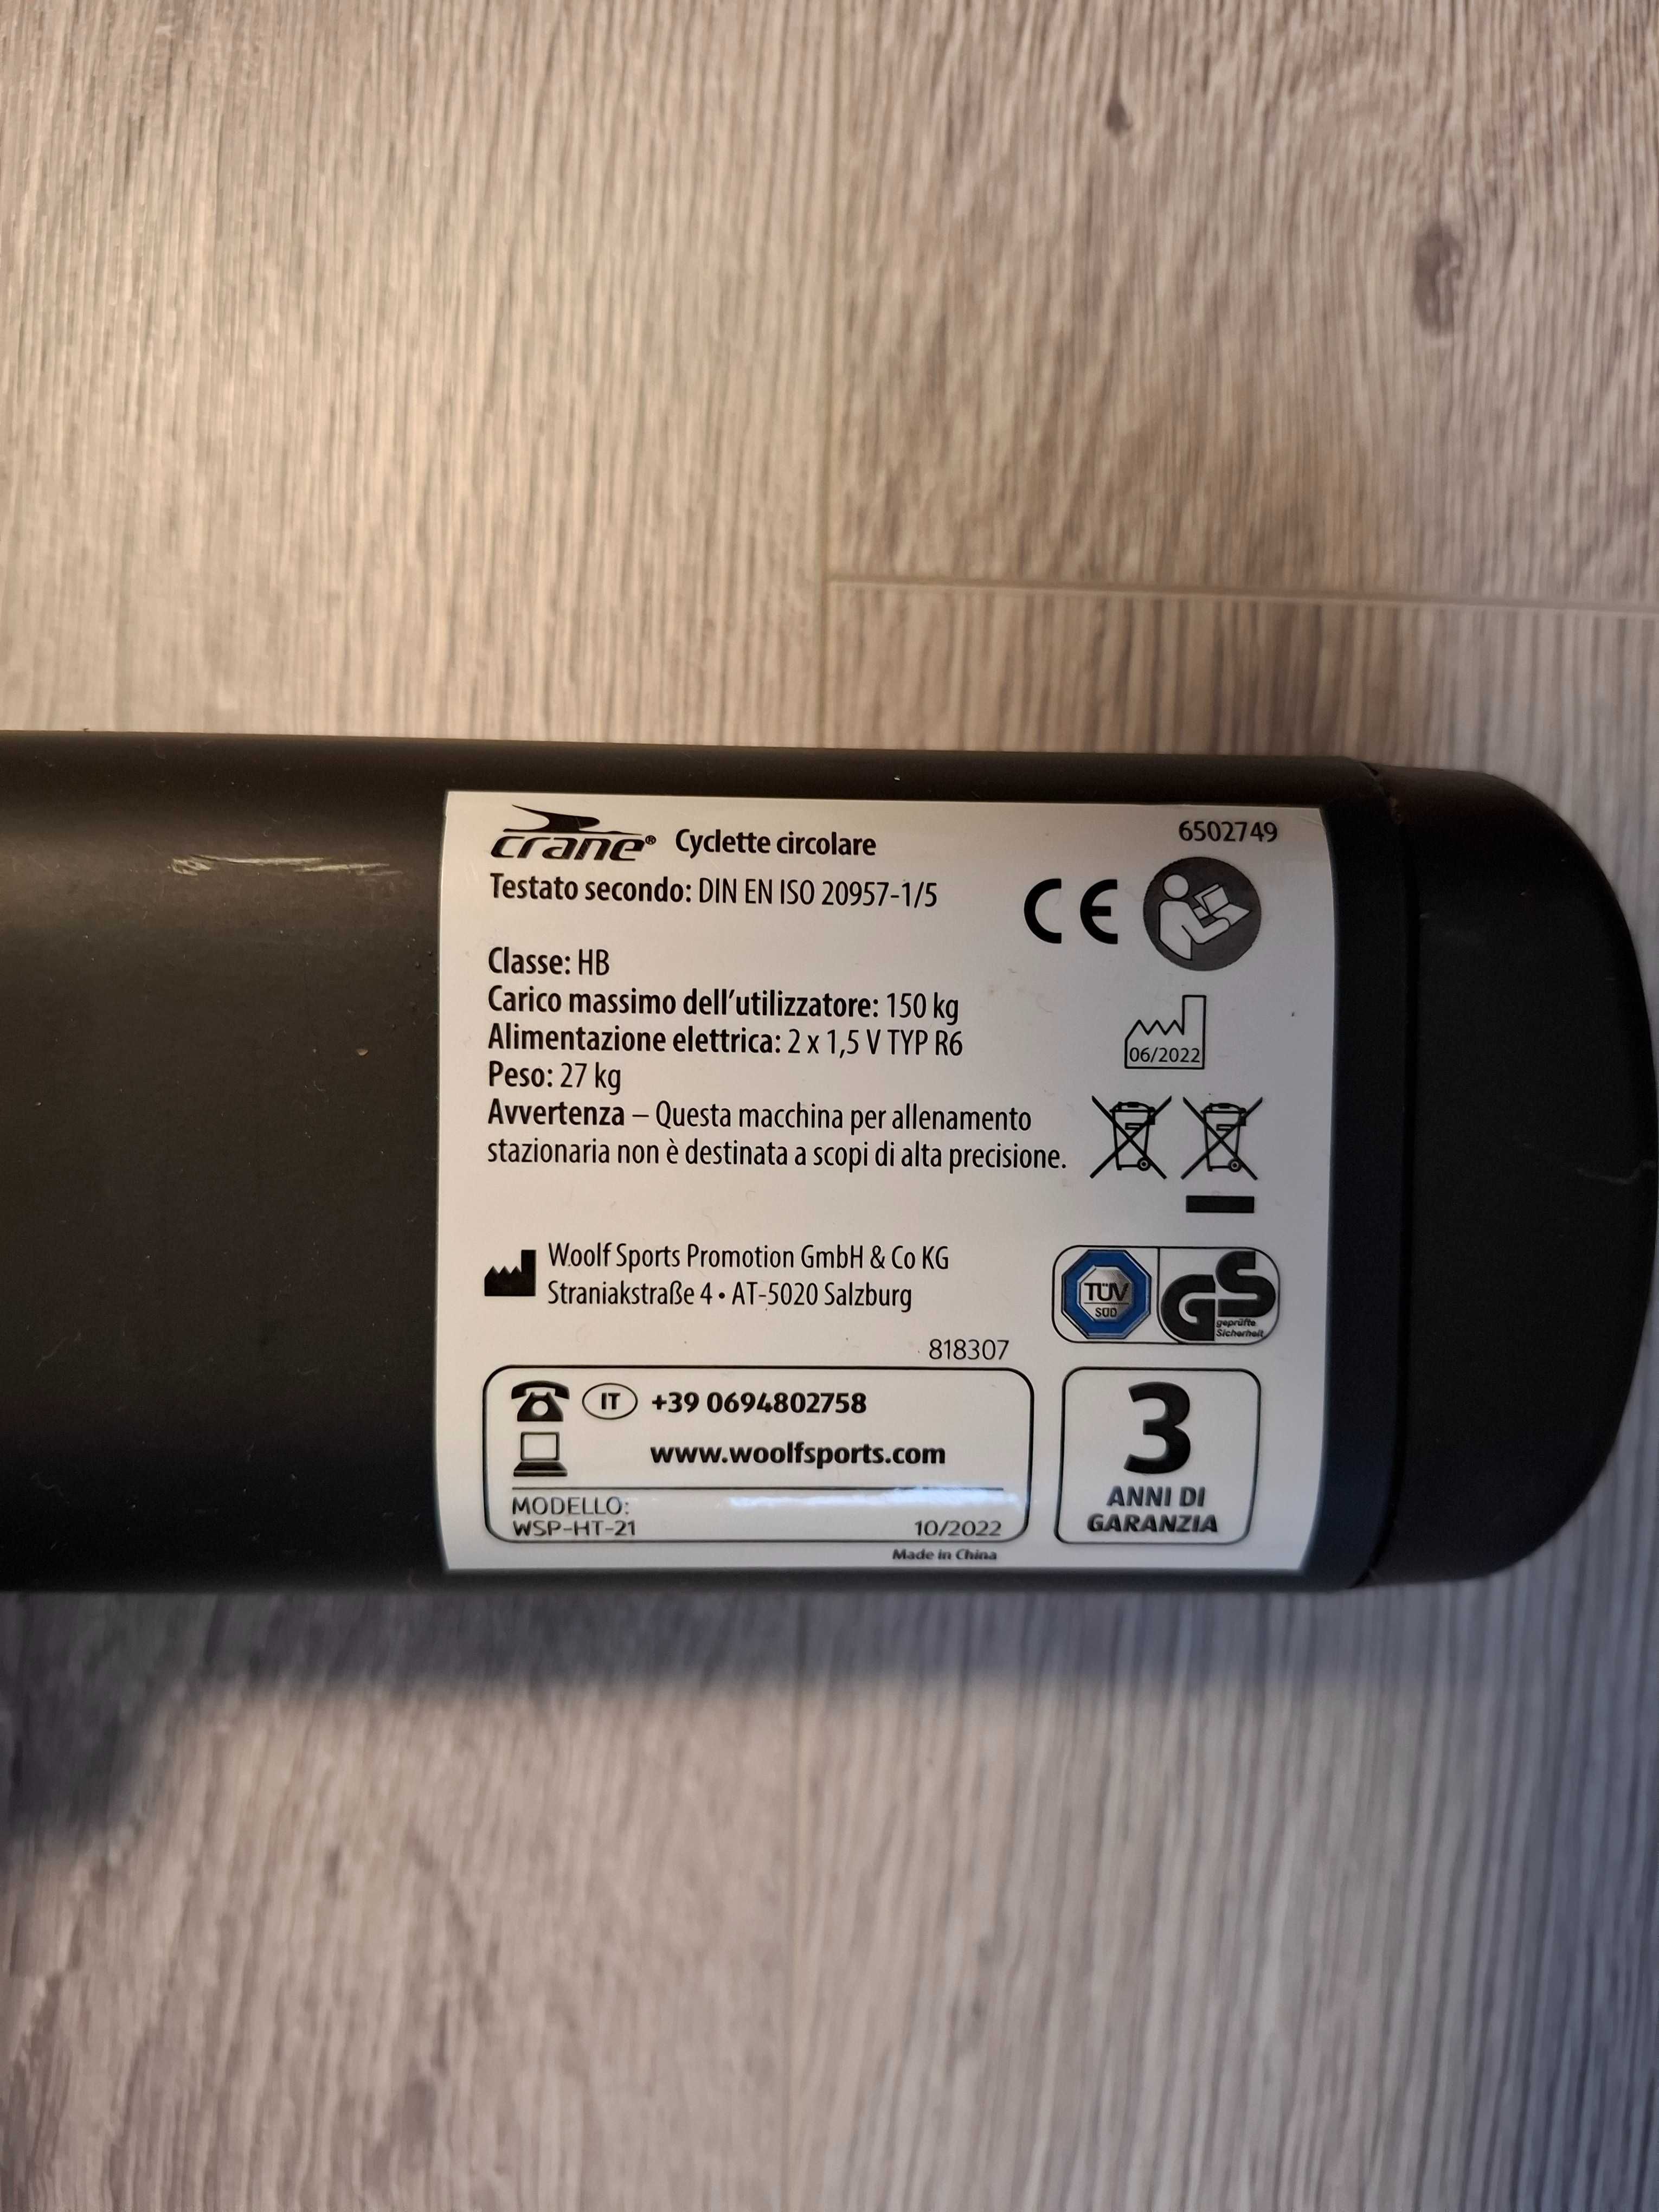 crane® Cyclette circolare
6502749
Testato secondo: DIN EN ISO 20957-1/5
CE
Classe: HB
Carico massimo dell'utilizzatore: 150 kg
Alimentazione elettrica: 2 x 1,5 V TYP R6
Peso: 27 kg
06/2022
Avvertenza – Questa macchina per allenamento
stazionaria non è destinata a scopi di alta precisione.
Woolf Sports Promotion GmbH & Co KG
Straniakstraße 4 • AT-5020 Salzburg
TÜV
SÜD
GS
geprüfte
Sicherheit
818307
IT +39 0694802758
www.woolfsports.com
MODELLO:
WSP-HT-21
10/2022
Made in China
3
ANNI DI
GARANZIA